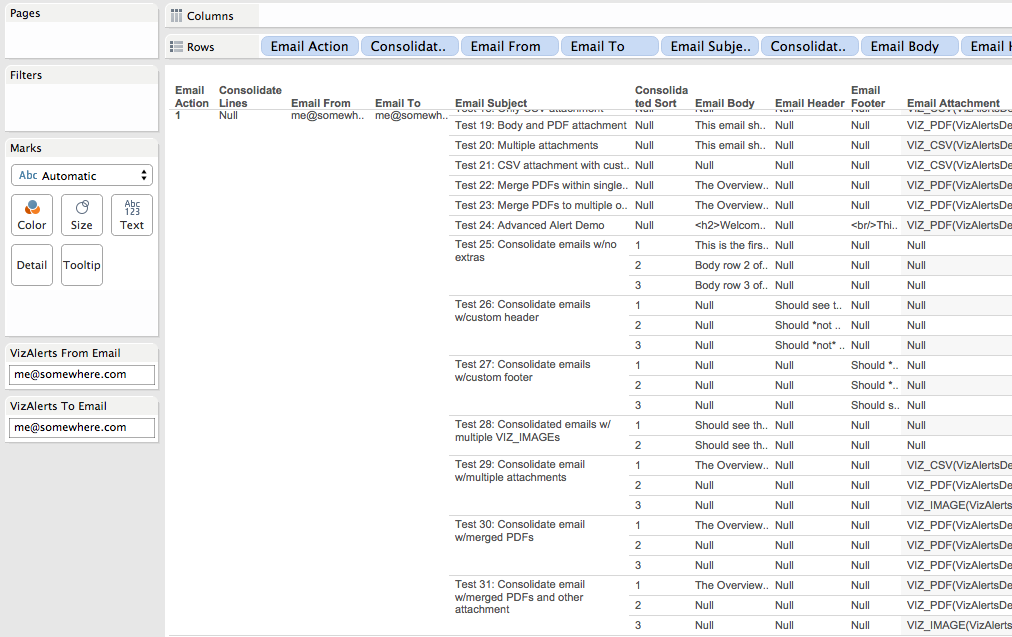 Pages
Columns
Rows Email Action Consolidat.. Email From Email To Email Subje.. Consolidat.. Email Body Email
Filters
Marks
Abc Automatic
Color Size Abc 123 Text
Detail Tooltip
VizAlerts From Email
me@somewhere.com
VizAlerts To Email
me@somewhere.com
Email Action Consolidate Lines Email From Email To Email Subject Consolida ted Sort Email Body Email Header Email Footer Email Attachment
1 Null me@somewh.. me@somewh..
Test 19: Body and PDF attachment Null This email sh.. Null Null VIZ_PDF(VizAlertsDe
Test 20: Multiple attachments Null This email sh.. Null Null VIZ_CSV(VizAlertsDe
Test 21: CSV attachment with cust.. Null Null Null Null VIZ_CSV(VizAlertsDe
Test 22: Merge PDFs within single.. Null The Overview.. Null Null VIZ_PDF(VizAlertsDe
Test 23: Merge PDFs to multiple o.. Null The Overview.. Null Null VIZ_PDF(VizAlertsDe
Test 24: Advanced Alert Demo Null <h2>Welcom.. Null <br/>Thi.. VIZ_PDF(VizAlertsDe
Test 25: Consolidate emails w/no 1 This is the firs.. Null Null Null
extras
2 Body row 2 of.. Null Null Null
3 Body row 3 of.. Null Null Null
Test 26: Consolidate emails 1 Null Should see t.. Null Null
w/custom header
2 Null Should *not .. Null Null
3 Null Should *not* .. Null Null
Test 27: Consolidate emails 1 Null Null Should *.. Null
w/custom footer
2 Null Null Should *.. Null
3 Null Null Should s.. Null
Test 28: Consolidated emails w/ 1 Should see th.. Null Null Null
multiple VIZ_IMAGEs
2 Should see th.. Null Null Null
Test 29: Consolidate email 1 The Overview.. Null Null VIZ_CSV(VizAlertsDe
w/multiple attachments
2 Null Null Null VIZ_PDF(VizAlertsDe
3 Null Null Null VIZ_IMAGE(VizAlerts
Test 30: Consolidate email 1 The Overview.. Null Null VIZ_PDF(VizAlertsDe
w/merged PDFs
2 Null Null Null VIZ_PDF(VizAlertsDe
3 Null Null Null VIZ_PDF(VizAlertsDe
Test 31: Consolidate email 1 The Overview.. Null Null VIZ_PDF(VizAlertsDe
w/merged PDFs and other
attachment
2 Null Null Null VIZ_PDF(VizAlertsDe
3 Null Null Null VIZ_IMAGE(VizAlerts